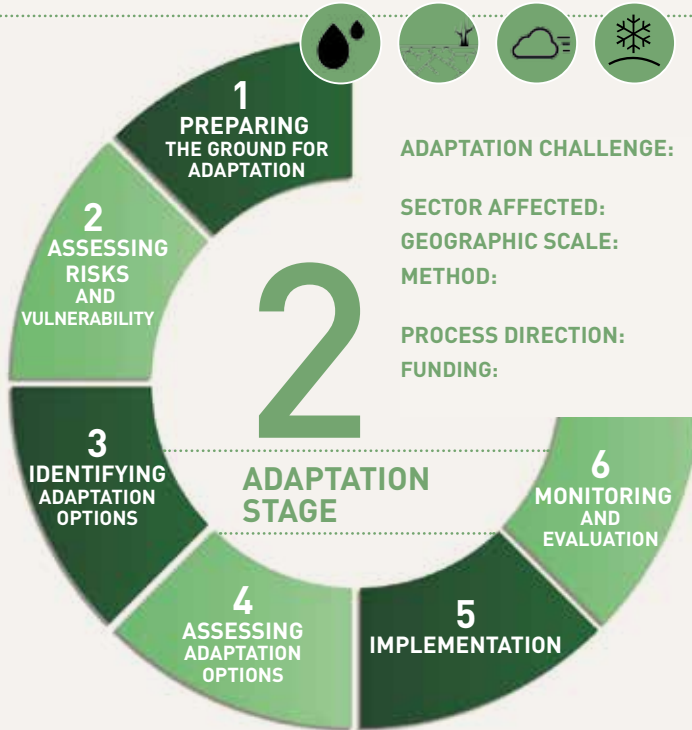 1
PREPARING
THE GROUND FOR
ADAPTATION
2
ASSESSING
RISKS
AND
VULNERABILITY
3
IDENTIFYING
ADAPTATION
OPTIONS
4
ASSESSING
ADAPTATION
OPTIONS
5
IMPLEMENTATION
6
MONITORING
AND
EVALUATION
2
ADAPTATION
STAGE
ADAPTATION CHALLENGE:
SECTOR AFFECTED:
GEOGRAPHIC SCALE:
METHOD:
PROCESS DIRECTION:
FUNDING: